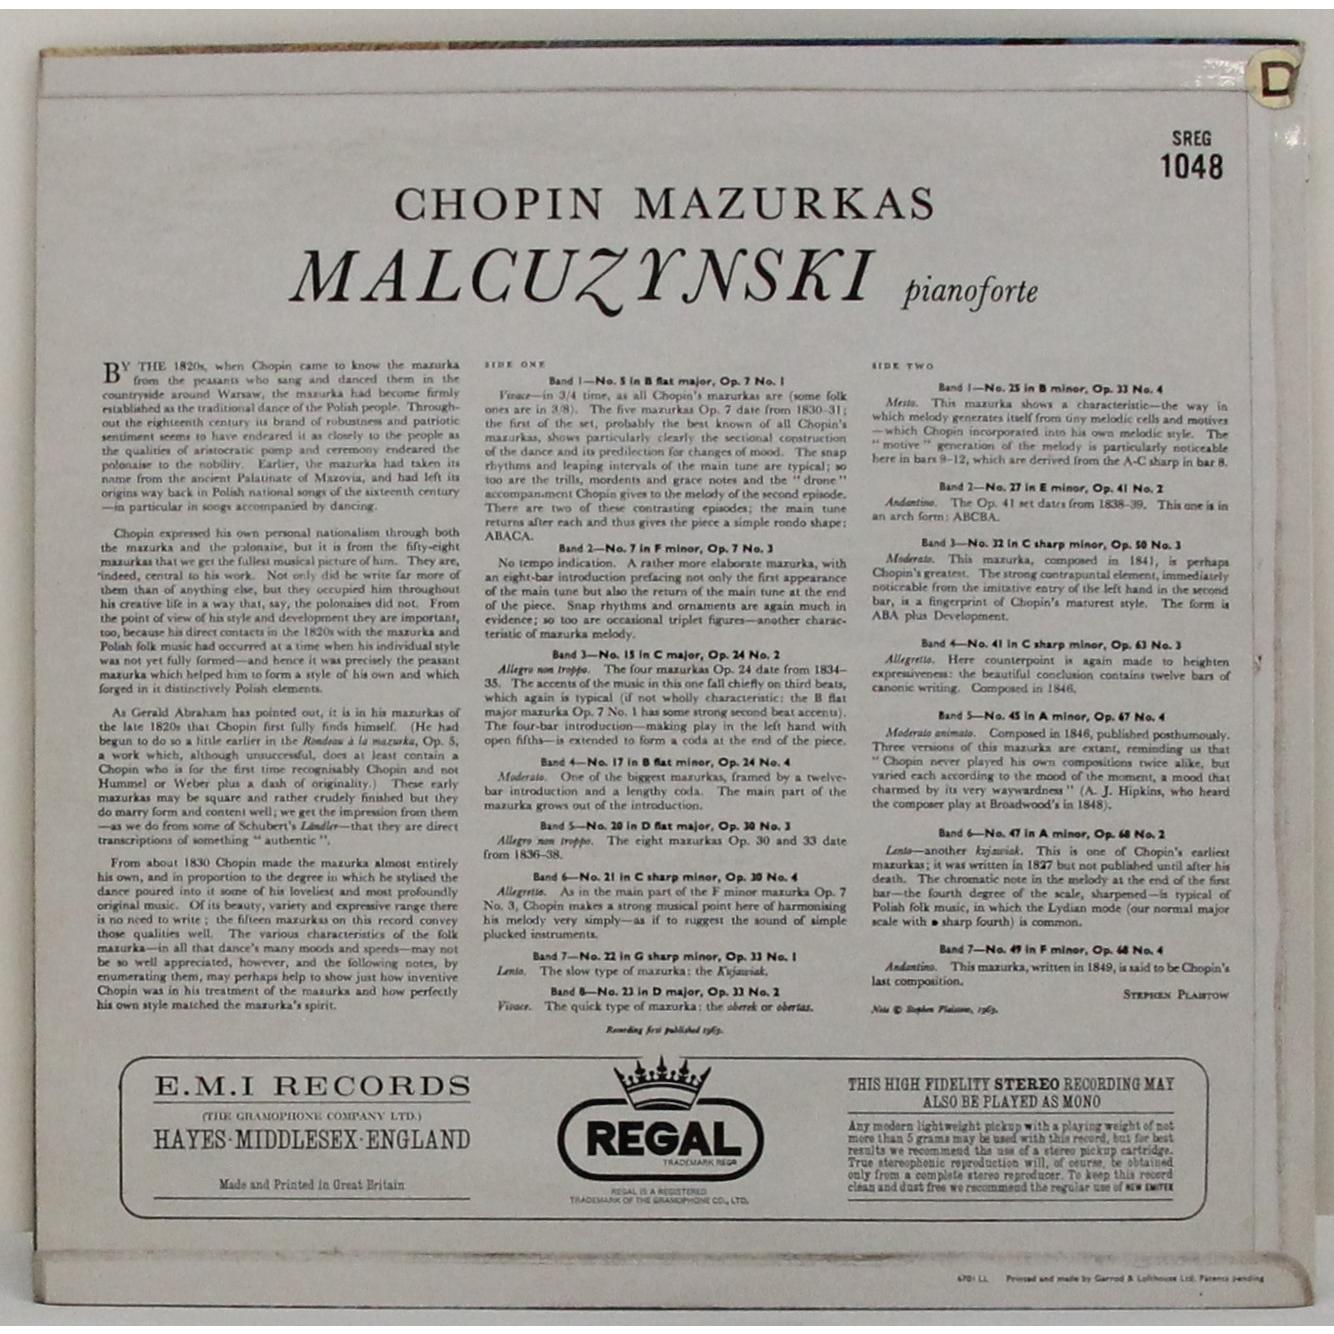 D
SREG
1048
CHOPIN MAZURKAS
MALCUZYNSKI pianoforte
BY THE 1820s, when Chopin came to know the mazurka
from the peasants who sang and danced them in the
countryside around Warsaw, the mazurka had become firmly
established as the traditional dance of the Polish people. Through-
out the eighteenth century its brand of robustness and patriotic
sentiment seems to have endeared it as closely to the people as
the qualities of aristocratic pomp and ceremony endeared the
polonaise to the nobility. Earlier, the mazurka had taken its
name from the ancient Palatinate of Mazovia, and had left its
origins way back in Polish national songs of the sixteenth century
—in particular in songs accompanied by dancing.
Chopin expressed his own personal nationalism through both
the mazurka and the polonaise, but it is from the fifty-eight
mazurkas that we get the fullest musical picture of him. They are,
indeed, central to his work. Not only did he write far more of
them than of anything else, but they occupied him throughout
his creative life in a way that, say, the polonaises did not. From
the point of view of his style and development they are important,
too, because his direct contacts in the 1820s with the mazurka and
Polish folk music had occurred at a time when his individual style
was not yet fully formed—and hence it was precisely the peasant
mazurka which helped him to form a style of his own and which
forged in it distinctively Polish elements.
As Gerald Abraham has pointed out, it is in his mazurkas of
the late 1820s that Chopin first fully finds himself. (He had
begun to do so a little earlier in the Rondeau à la mazurka, Op. 5,
a work which, although unsuccessful, does at least contain a
Chopin who is for the first time recognisably Chopin and not
Hummel or Weber plus a dash of originality.) These early
mazurkas may be square and rather crudely finished but they
do marry form and content well; we get the impression from them
—as we do from some of Schubert's Ländler—that they are direct
transcriptions of something " authentic ".
From about 1830 Chopin made the mazurka almost entirely
his own, and in proportion to the degree in which he stylised the
dance poured into it some of his loveliest and most profoundly
original music. Of its beauty, variety and expressive range there
is no need to write ; the fifteen mazurkas on this record convey
those qualities well. The various characteristics of the folk
mazurka—in all that dance's many moods and speeds—may not
be so well appreciated, however, and the following notes, by
enumerating them, may perhaps help to show just how inventive
Chopin was in his treatment of the mazurka and how perfectly
his own style matched the mazurka's spirit.
SIDE ONE
Band 1—No. 5 in B flat major, Op. 7 No. 1
Vivace—in 3/4 time, as all Chopin's mazurkas are (some folk
ones are in 3/8). The five mazurkas Op. 7 date from 1830-31;
the first of the set, probably the best known of all Chopin's
mazurkas, shows particularly clearly the sectional construction
of the dance and its predilection for changes of mood. The snap
rhythms and leaping intervals of the main tune are typical; so
too are the trills, mordents and grace notes and the " drone "
accompaniment Chopin gives to the melody of the second episode.
There are two of these contrasting episodes; the main tune
returns after each and thus gives the piece a simple rondo shape:
ABACA.
Band 2—No. 7 in F minor, Op. 7 No. 3
No tempo indication. A rather more elaborate mazurka, with
an eight-bar introduction prefacing not only the first appearance
of the main tune but also the return of the main tune at the end
of the piece. Snap rhythms and ornaments are again much in
evidence; so too are occasional triplet figures—another charac-
teristic of mazurka melody.
Band 3—No. 15 in C major, Op. 24 No. 2
Allegro non troppo. The four mazurkas Op. 24 date from 1834-
35. The accents of the music in this one fall chiefly on third beats,
which again is typical (if not wholly characteristic: the B flat
major mazurka Op. 7 No. 1 has some strong second beat accents).
The four-bar introduction—making play in the left hand with
open fifths—is extended to form a coda at the end of the piece.
Band 4—No. 17 in B flat minor, Op. 24 No. 4
Moderato. One of the biggest mazurkas, framed by a twelve-
bar introduction and a lengthy coda. The main part of the
mazurka grows out of the introduction.
Band 5—No. 20 in D flat major, Op. 30 No. 3
Allegro non troppo. The eight mazurkas Op. 30 and 33 date
from 1836-38.
Band 6—No. 21 in C sharp minor, Op. 30 No. 4
Allegretto. As in the main part of the F minor mazurka Op. 7
No. 3, Chopin makes a strong musical point here of harmonising
his melody very simply—as if to suggest the sound of simple
plucked instruments.
Band 7—No. 22 in G sharp minor, Op. 33 No. 1
Lento. The slow type of mazurka: the Kujawiak.
Band 8—No. 23 in D major, Op. 33 No. 2
Vivace. The quick type of mazurka: the oberek or obertas.
Recording first published 1963.
SIDE TWO
Band 1—No. 25 in B minor, Op. 33 No. 4
Mesto. This mazurka shows a characteristic—the way in
which melody generates itself from tiny melodic cells and motives
—which Chopin incorporated into his own melodic style. The
" motive " generation of the melody is particularly noticeable
here in bars 9-12, which are derived from the A-C sharp in bar 8.
Band 2—No. 27 in E minor, Op. 41 No. 2
Andantino. The Op. 41 set dates from 1838-39. This one is in
an arch form: ABCBA.
Band 3—No. 32 in C sharp minor, Op. 50 No. 3
Moderato. This mazurka, composed in 1841, is perhaps
Chopin's greatest. The strong contrapuntal element, immediately
noticeable from the imitative entry of the left hand in the second
bar, is a fingerprint of Chopin's maturest style. The form is
ABA plus Development.
Band 4—No. 41 in C sharp minor, Op. 63 No. 3
Allegretto. Here counterpoint is again made to heighten
expressiveness: the beautiful conclusion contains twelve bars of
canonic writing. Composed in 1846.
Band 5—No. 45 in A minor, Op. 67 No. 4
Moderato animato. Composed in 1846, published posthumously.
Three versions of this mazurka are extant, reminding us that
" Chopin never played his own compositions twice alike, but
varied each according to the mood of the moment, a mood that
charmed by its very waywardness " (A. J. Hipkins, who heard
the composer play at Broadwood's in 1848).
Band 6—No. 47 in A minor, Op. 68 No. 2
Lento—another kujawiak. This is one of Chopin's earliest
mazurkas; it was written in 1827 but not published until after his
death. The chromatic note in the melody at the end of the first
bar—the fourth degree of the scale, sharpened—is typical of
Polish folk music, in which the Lydian mode (our normal major
scale with a sharp fourth) is common.
Band 7—No. 49 in F minor, Op. 68 No. 4
Andantino. This mazurka, written in 1849, is said to be Chopin's
last composition.
STEPHEN PLAISTOW
Note © Stephen Plaistow, 1963.
E.M.I RECORDS
(THE GRAMOPHONE COMPANY LTD.)
HAYES·MIDDLESEX·ENGLAND
Made and Printed in Great Britain
REGAL
TRADEMARK REGD
REGAL IS A REGISTERED
TRADEMARK OF THE GRAMOPHONE CO., LTD.
THIS HIGH FIDELITY STEREO RECORDING MAY
ALSO BE PLAYED AS MONO
Any modern lightweight pickup with a playing weight of not
more than 5 grams may be used with this record, but for best
results we recommend the use of a stereo pickup cartridge.
True stereophonic reproduction will, of course, be obtained
only from a complete stereo reproducer. To keep this record
clean and dust free we recommend the regular use of NEW EMITEX
6701 LL Printed and made by Garrod & Lofthouse Ltd. Patents pending